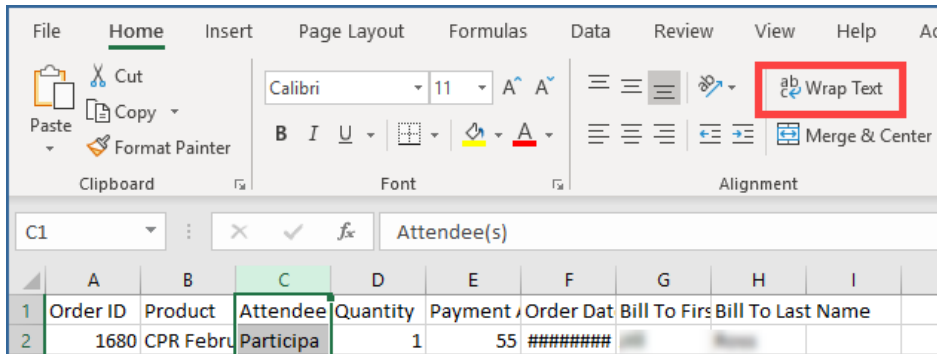 File Home Insert Page Layout Formulas Data Review View Help
Cut
Copy
Paste
Format Painter
Clipboard
Calibri 11 A A
B I U A
Font
ab
c
Wrap Text
Merge & Center
Alignment
C1 fx Attendee(s)
A B C D E F G H I
1 Order ID Product Attendee Quantity Payment Order Dat Bill To Firs Bill To Last Name
2 1680 CPR Febru Participa 1 55 ########